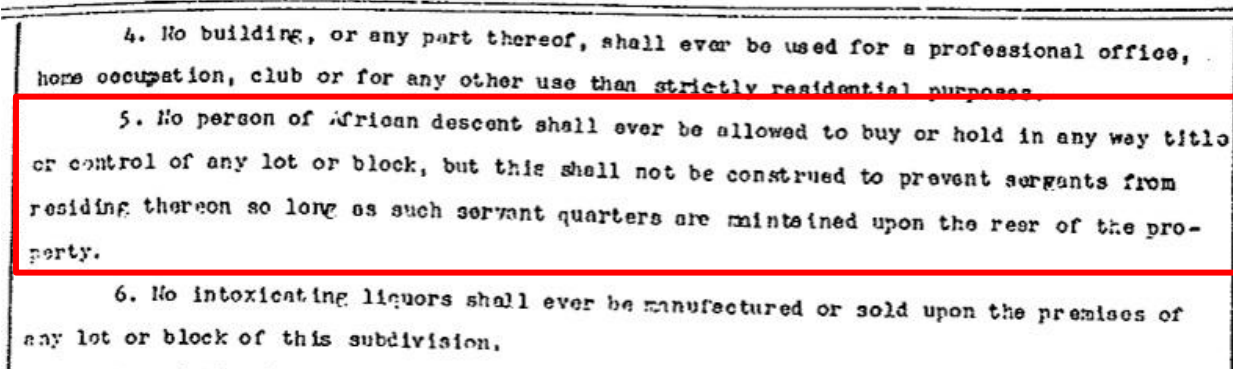 4. No building, or any part thereof, shall ever be used for a professional office,
home occupation, club or for any other use than strictly residential purposes.
5. No person of African descent shall ever be allowed to buy or hold in any way title
or control of any lot or block, but this shall not be construed to prevent sergants from
residing thereon so long as such servant quarters are mintained upon the rear of the pro-
perty.
6. No intoxicating liquors shall ever be manufactured or sold upon the premises of
any lot or block of this subdivision.